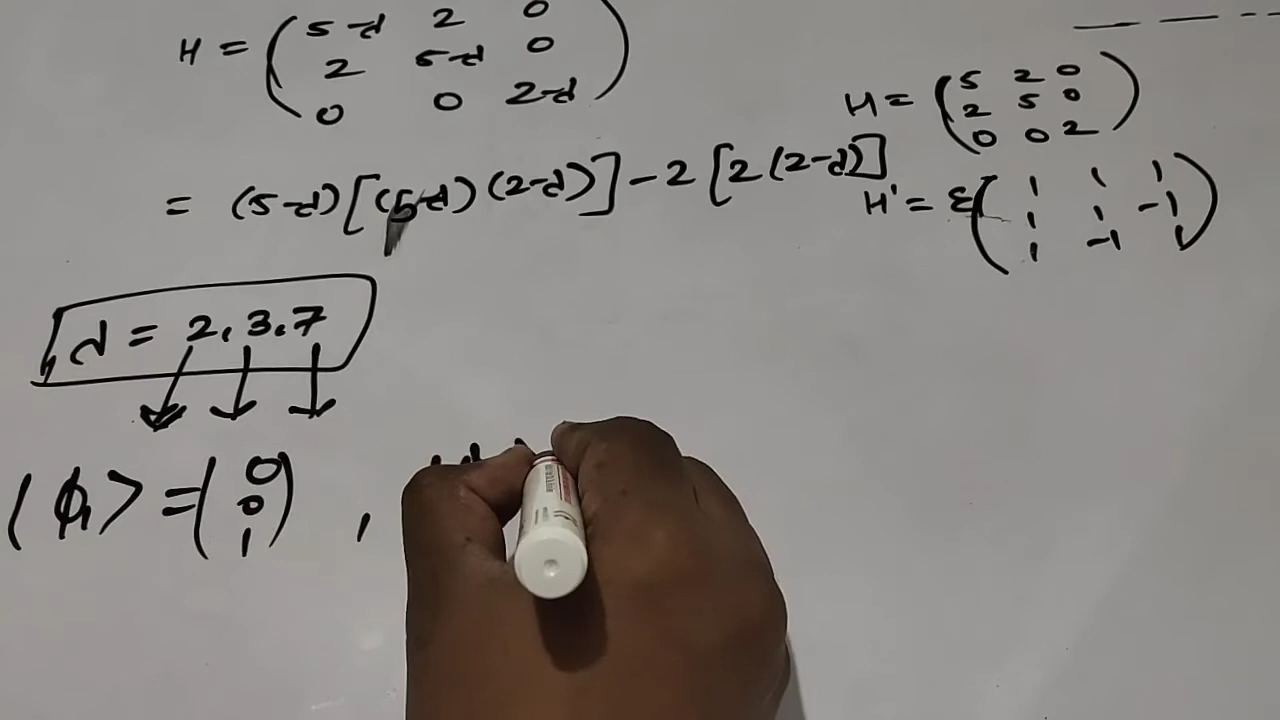 H = ( 5-λ 2 0
2 5-λ 0
0 0 2-λ )
= (5-λ) [(5-λ) (2-λ)] - 2 [2 (2-λ)]
λ = 2, 3, 7
|ϕ₁> = ( 0
0
1 ) ,
H = ( 5 2 0
2 5 0
0 0 2 )
H' = ε ( 1 1 1
1 1 -1
1 -1 1 )